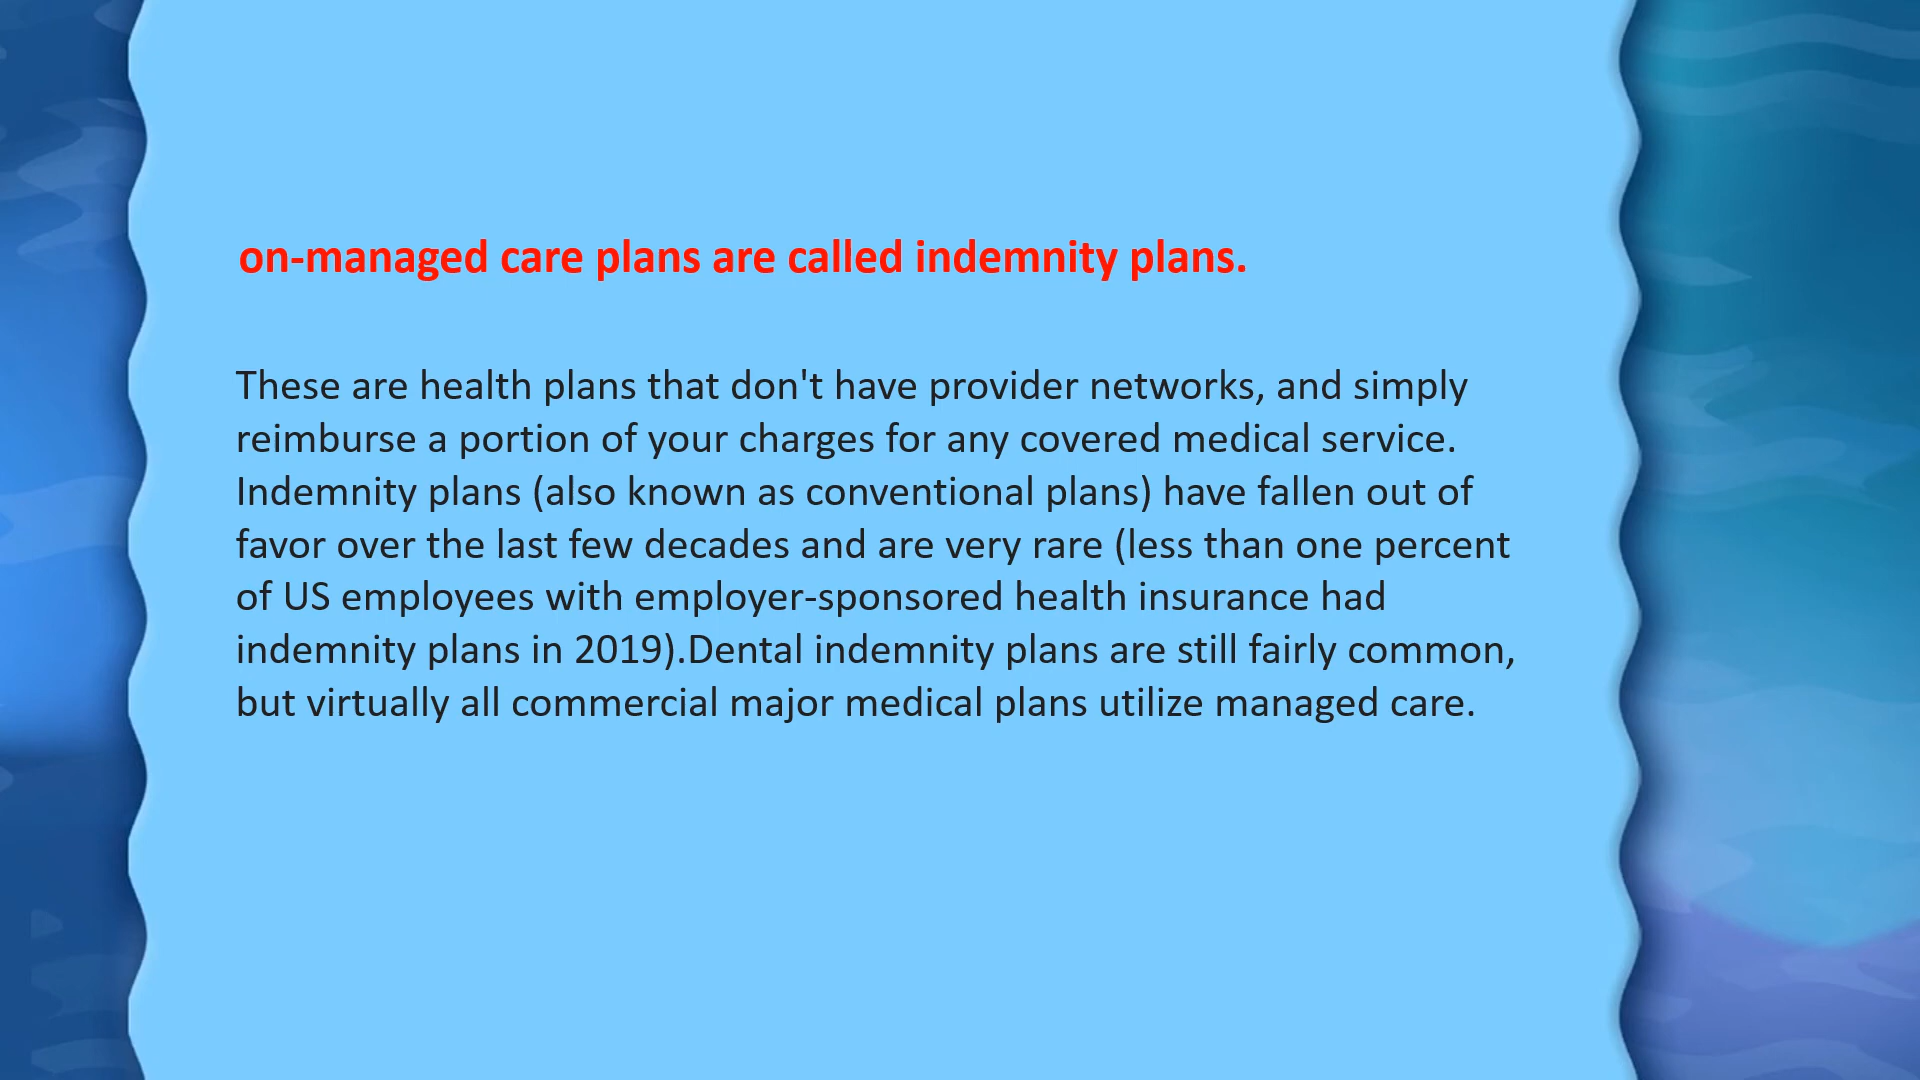 on-managed care plans are called indemnity plans.
These are health plans that don't have provider networks, and simply
reimburse a portion of your charges for any covered medical service.
Indemnity plans (also known as conventional plans) have fallen out of
favor over the last few decades and are very rare (less than one percent
of US employees with employer-sponsored health insurance had
indemnity plans in 2019).Dental indemnity plans are still fairly common,
but virtually all commercial major medical plans utilize managed care.